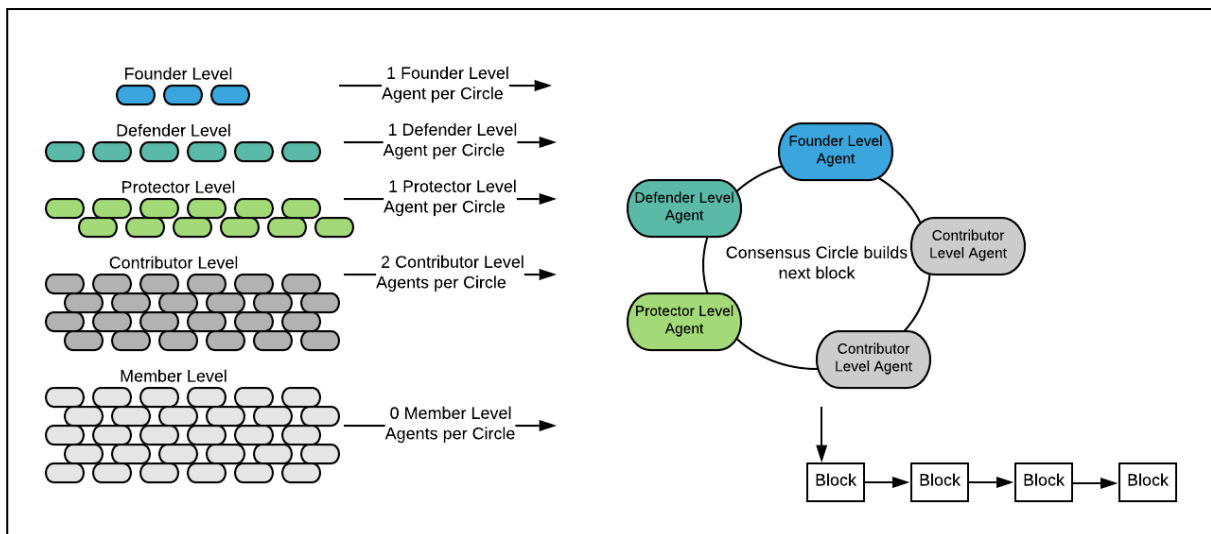 Founder Level
1 Founder Level
Agent per Circle
Defender Level
1 Defender Level
Agent per Circle
Protector Level
1 Protector Level
Agent per Circle
Contributor Level
2 Contributor Level
Agents per Circle
Member Level
0 Member Level
Agents per Circle
Founder Level
Agent
Defender Level
Agent
Contributor
Level Agent
Consensus Circle builds
next block
Protector Level
Agent
Contributor
Level Agent
Block
Block
Block
Block